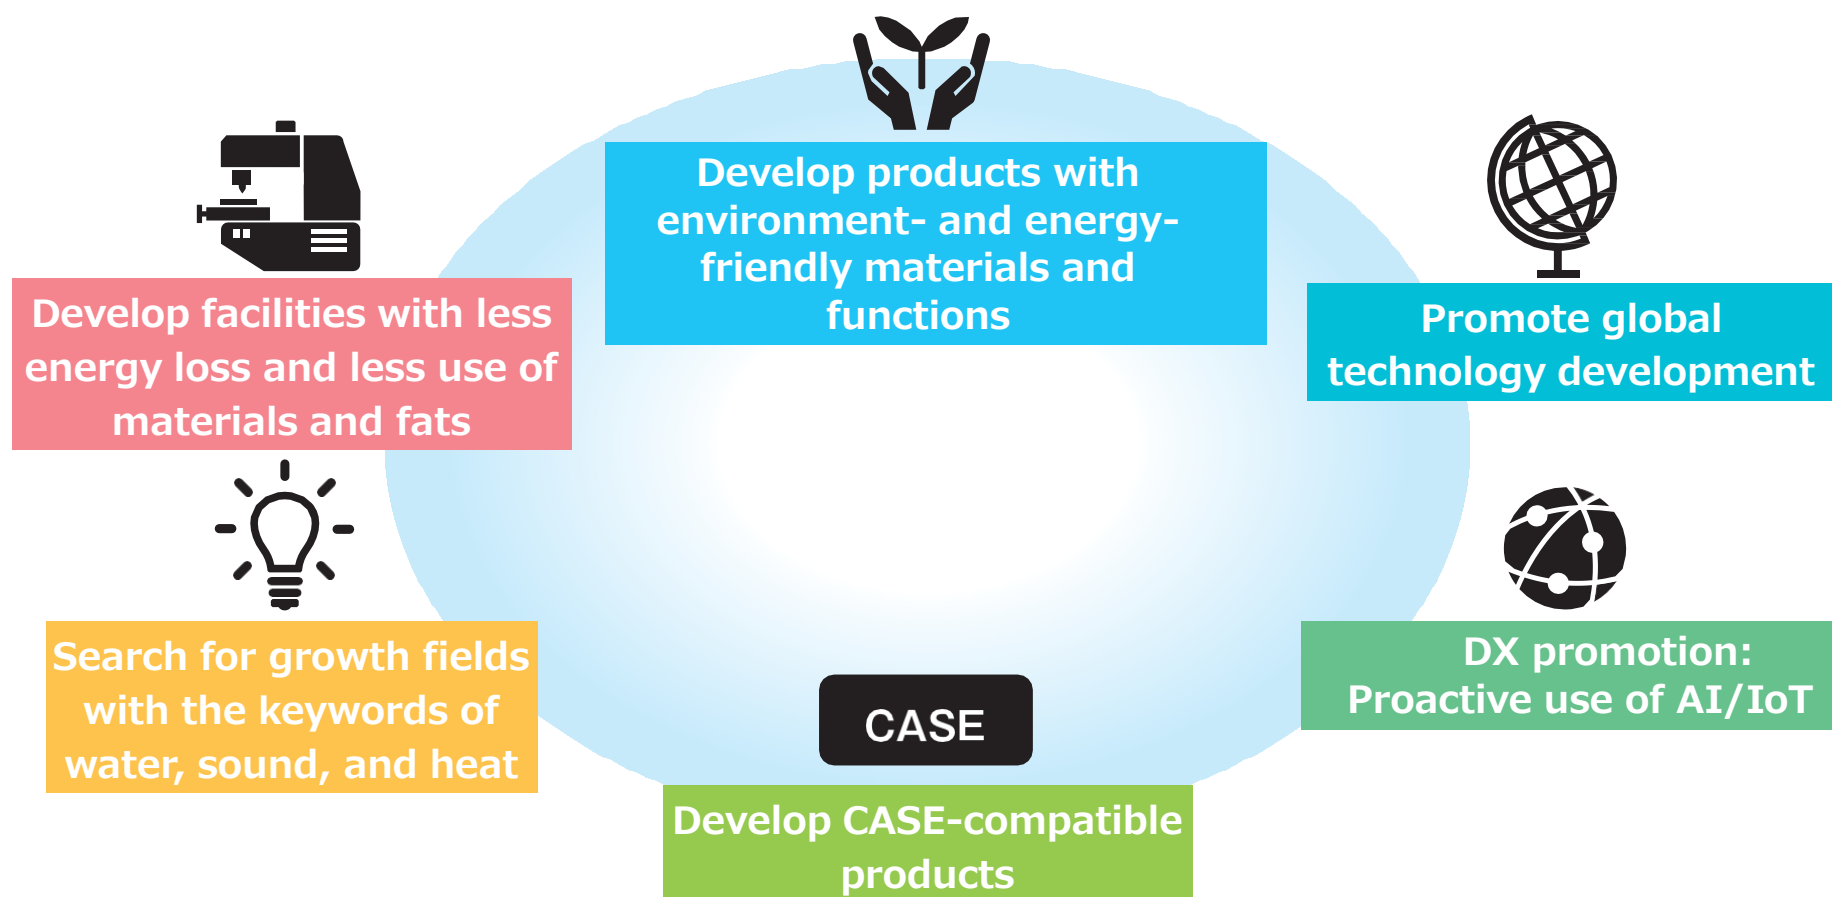 Develop products with
environment- and energy-
friendly materials and
functions
Develop facilities with less
energy loss and less use of
materials and fats
Promote global
technology development
Search for growth fields
with the keywords of
water, sound, and heat
DX promotion:
Proactive use of AI/IoT
CASE
Develop CASE-compatible
products